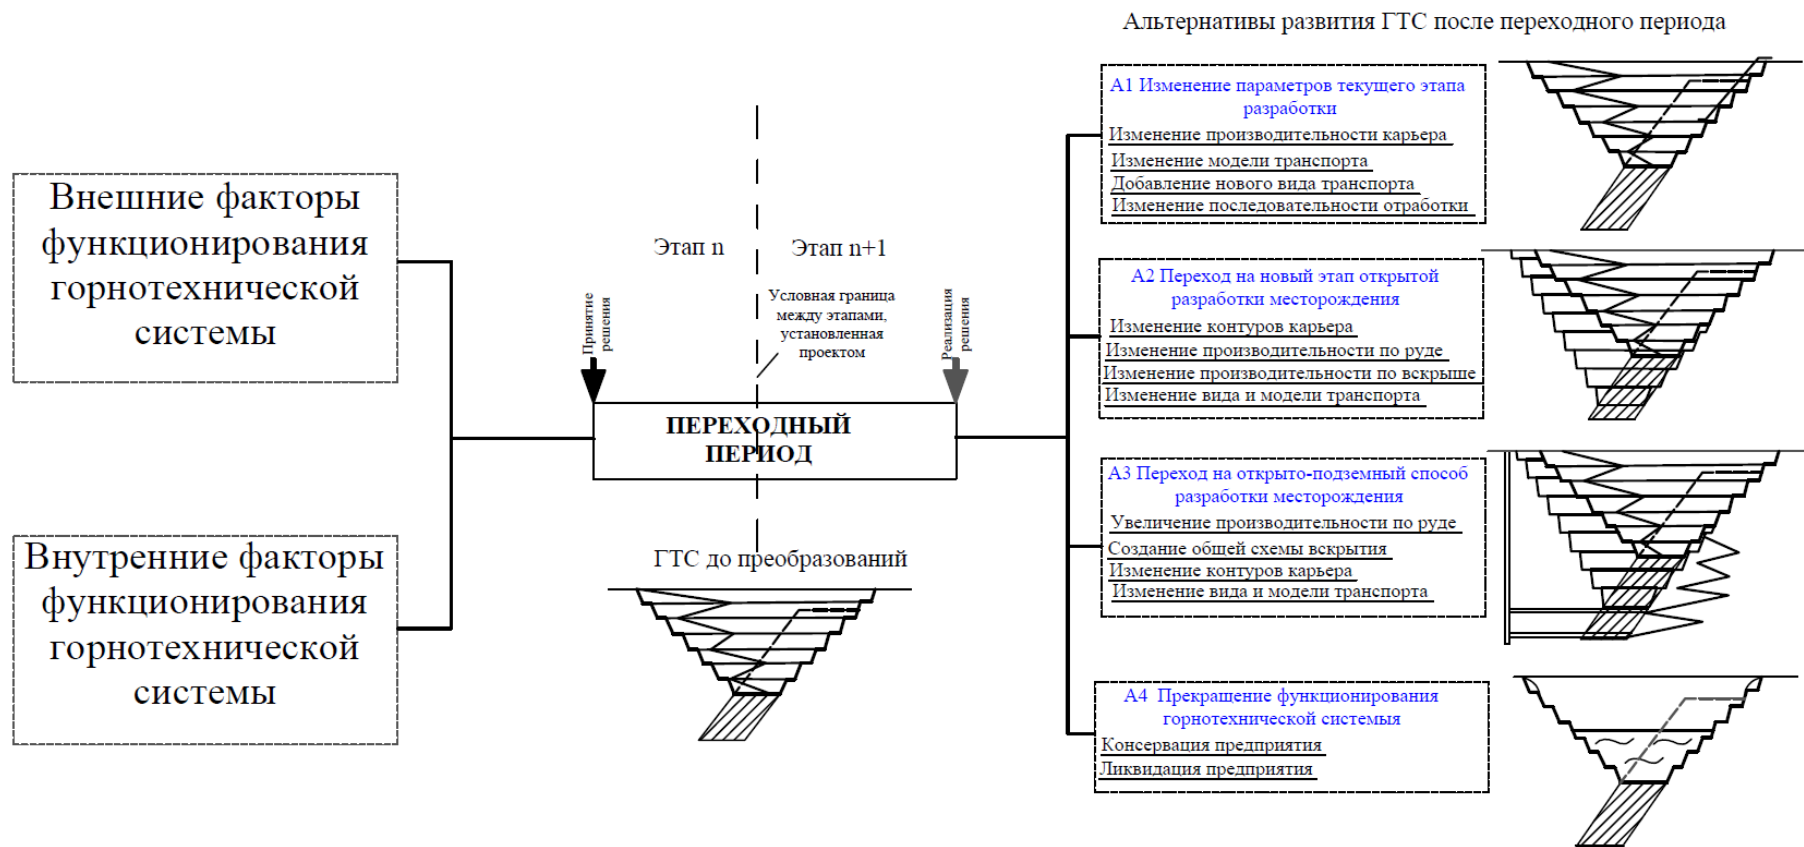 Альтернативы развития ГТС после переходного периода
Внешние факторы
функционирования
горнотехнической
системы
Внутренние факторы
функционирования
горнотехнической
системы
Этап n
Этап n+1
Принятие
решения
Условная граница
между этапами,
установленная
проектом
Реализация
решения
ПЕРЕХОДНЫЙ
ПЕРИОД
ГТС до преобразований
А1 Изменение параметров текущего этапа
разработки
Изменение производительности карьера
Изменение модели транспорта
Добавление нового вида транспорта
Изменение последовательности отработки
А2 Переход на новый этап открытой
разработки месторождения
Изменение контуров карьера
Изменение производительности по руде
Изменение производительности по вскрыше
Изменение вида и модели транспорта
А3 Переход на открыто-подземный способ
разработки месторождения
Увеличение производительности по руде
Создание общей схемы вскрытия
Изменение контуров карьера
Изменение вида и модели транспорта
А4 Прекращение функционирования
горнотехнической системыя
Консервация предприятия
Ликвидация предприятия